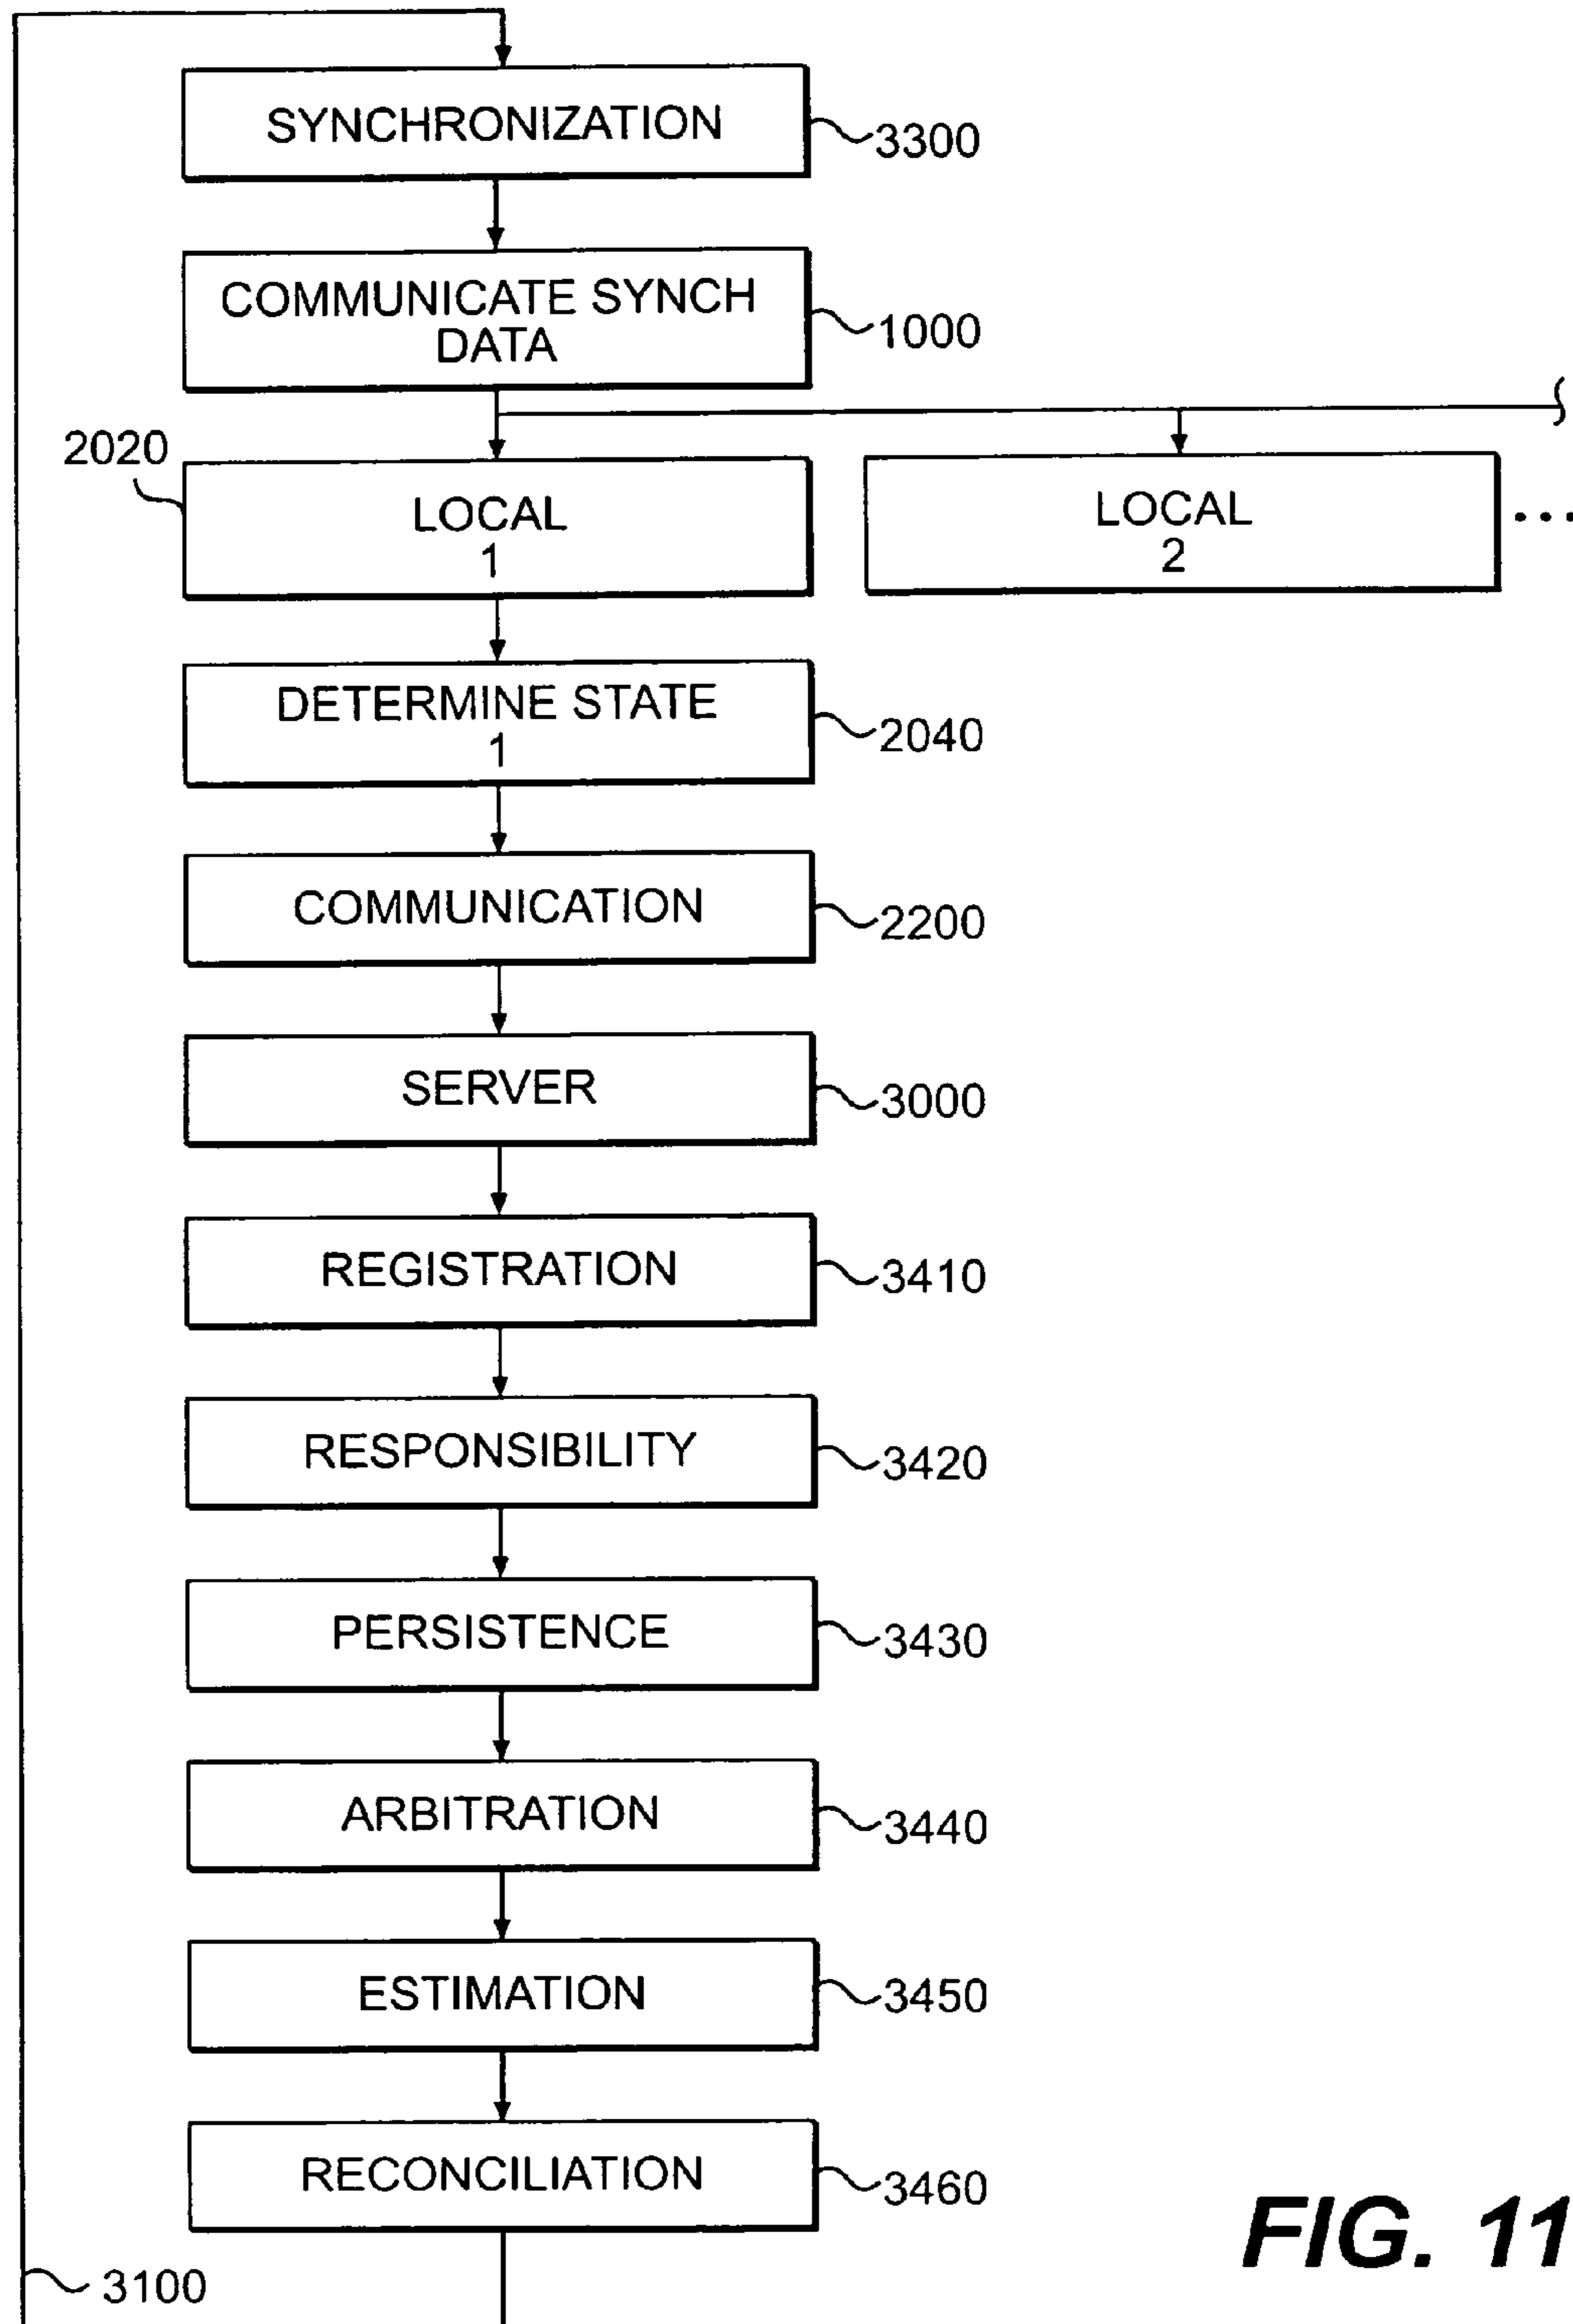 SYNCHRONIZATION
3300
COMMUNICATE SYNCH
DATA
1000
2020
LOCAL
1
LOCAL
2
...
DETERMINE STATE
1
2040
COMMUNICATION
2200
SERVER
3000
REGISTRATION
3410
RESPONSIBILITY
3420
PERSISTENCE
3430
ARBITRATION
3440
ESTIMATION
3450
RECONCILIATION
3460
3100
FIG. 11